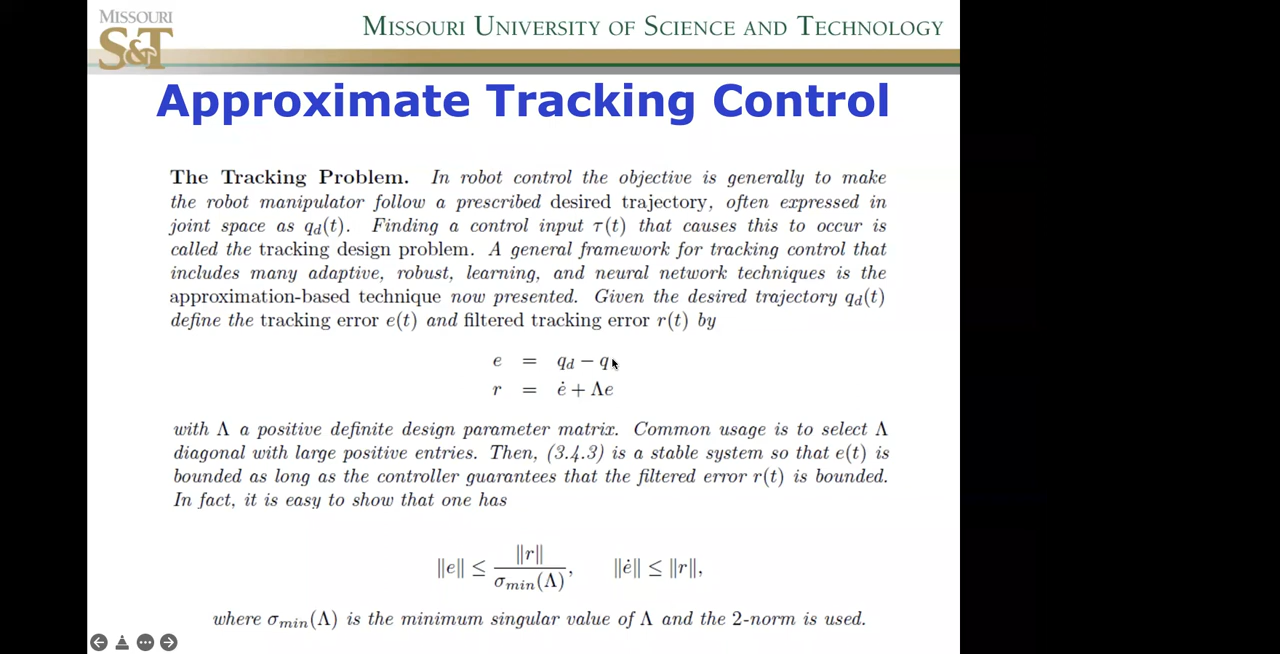 MISSOURI
S&T
MISSOURI UNIVERSITY OF SCIENCE AND TECHNOLOGY
Approximate Tracking Control
The Tracking Problem. In robot control the objective is generally to make
the robot manipulator follow a prescribed desired trajectory, often expressed in
joint space as q_d(t). Finding a control input τ(t) that causes this to occur is
called the tracking design problem. A general framework for tracking control that
includes many adaptive, robust, learning, and neural network techniques is the
approximation-based technique now presented. Given the desired trajectory q_d(t)
define the tracking error e(t) and filtered tracking error r(t) by
e = q_d − q
r = ė + Λe
with Λ a positive definite design parameter matrix. Common usage is to select Λ
diagonal with large positive entries. Then, (3.4.3) is a stable system so that e(t) is
bounded as long as the controller guarantees that the filtered error r(t) is bounded.
In fact, it is easy to show that one has
‖e‖ ≤ ‖r‖ / σ_min(Λ), ‖ė‖ ≤ ‖r‖,
where σ_min(Λ) is the minimum singular value of Λ and the 2-norm is used.